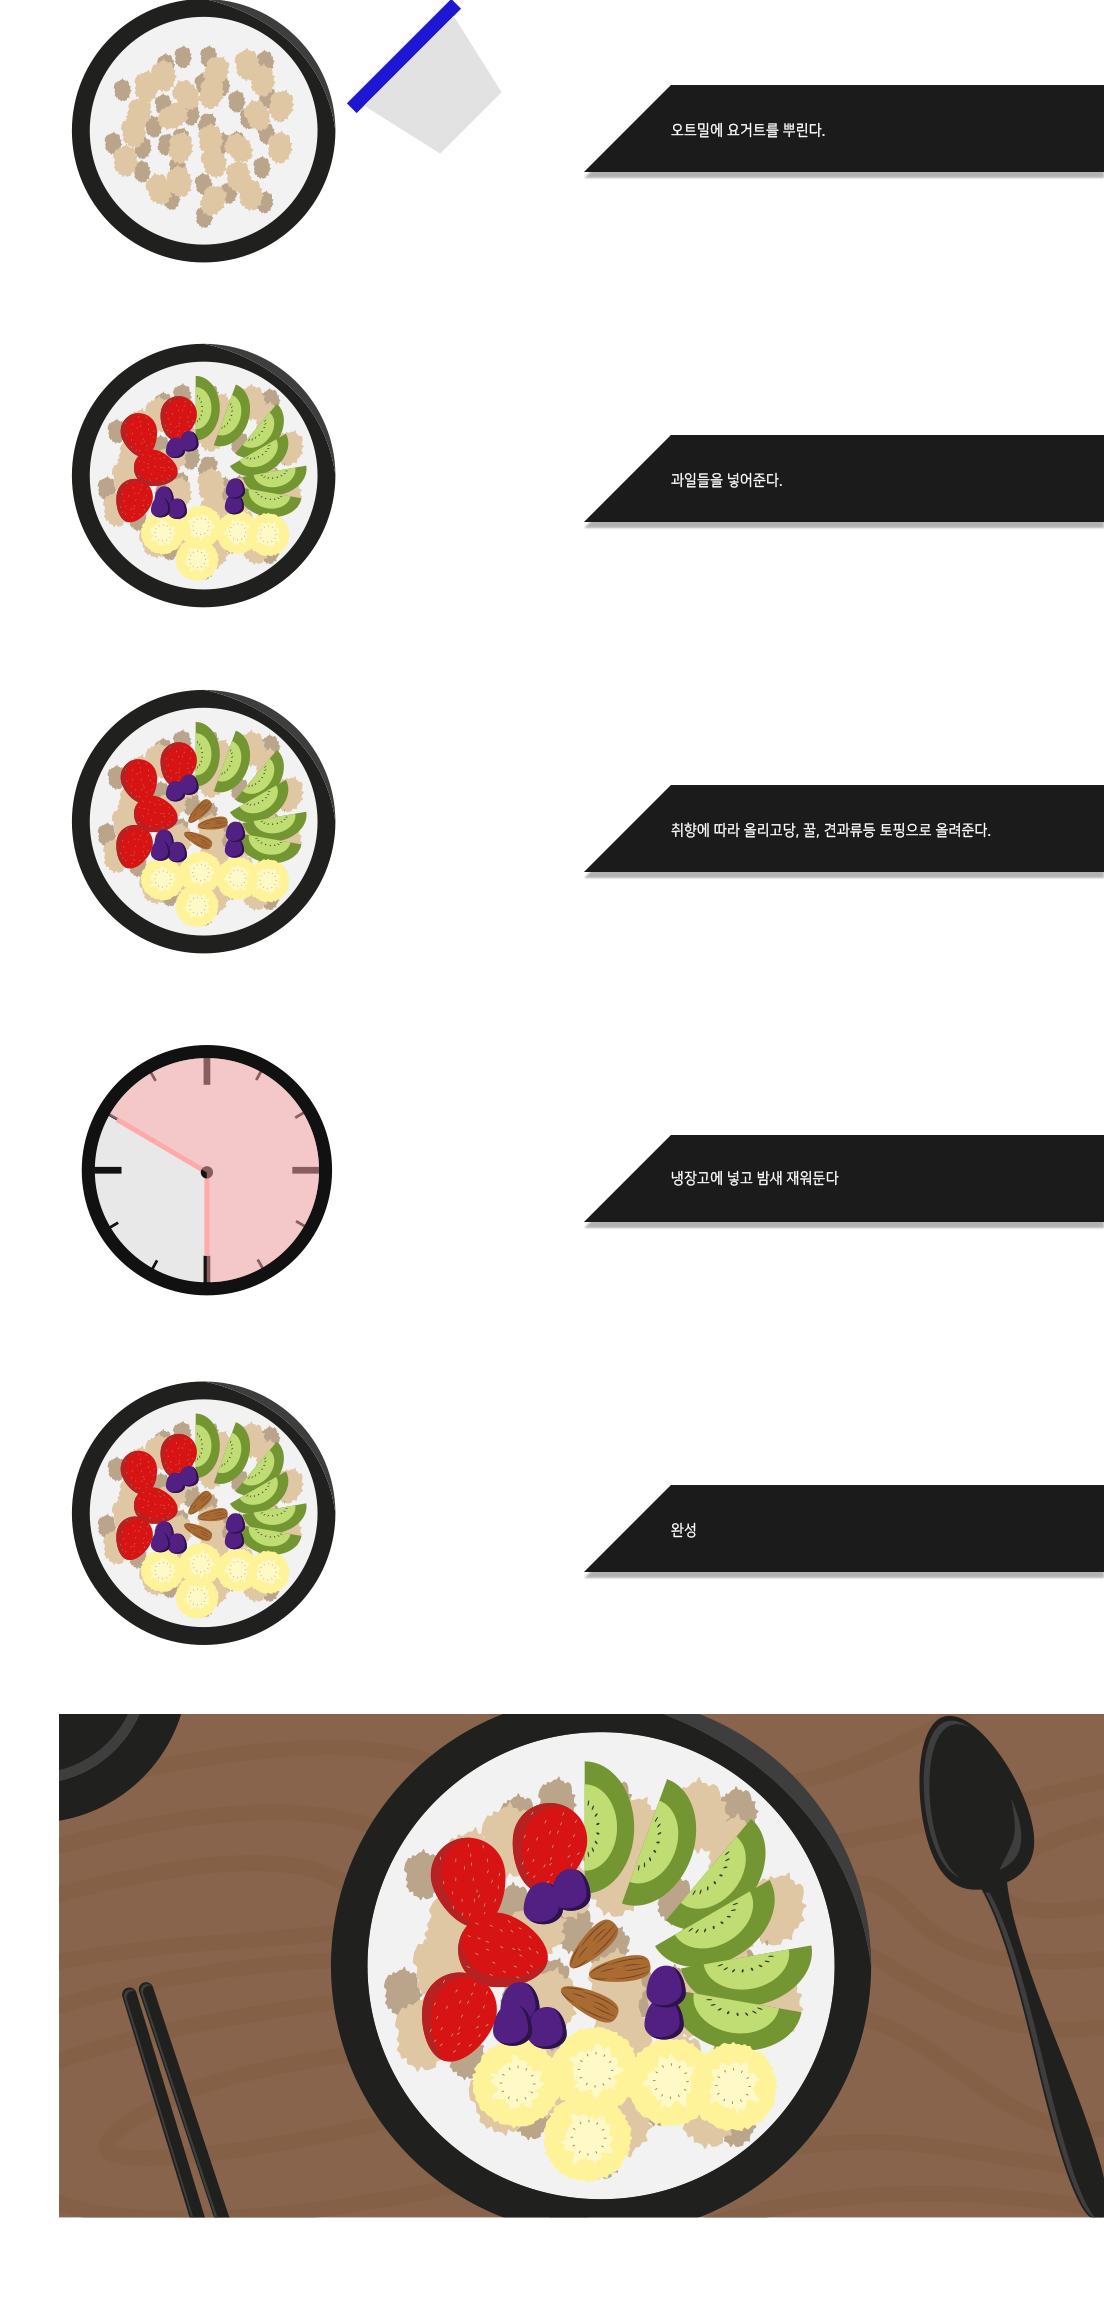 오트밀에 요거트를 뿌린다.
과일들을 넣어준다.
취향에 따라 올리고당, 꿀, 견과류등 토핑으로 올려준다.
냉장고에 넣고 밤새 재워둔다
완성